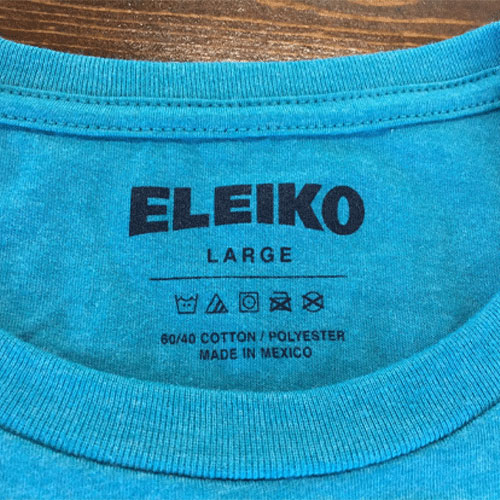 ELEIKO
LARGE
60/40 COTTON / POLYESTER
MADE IN MEXICO